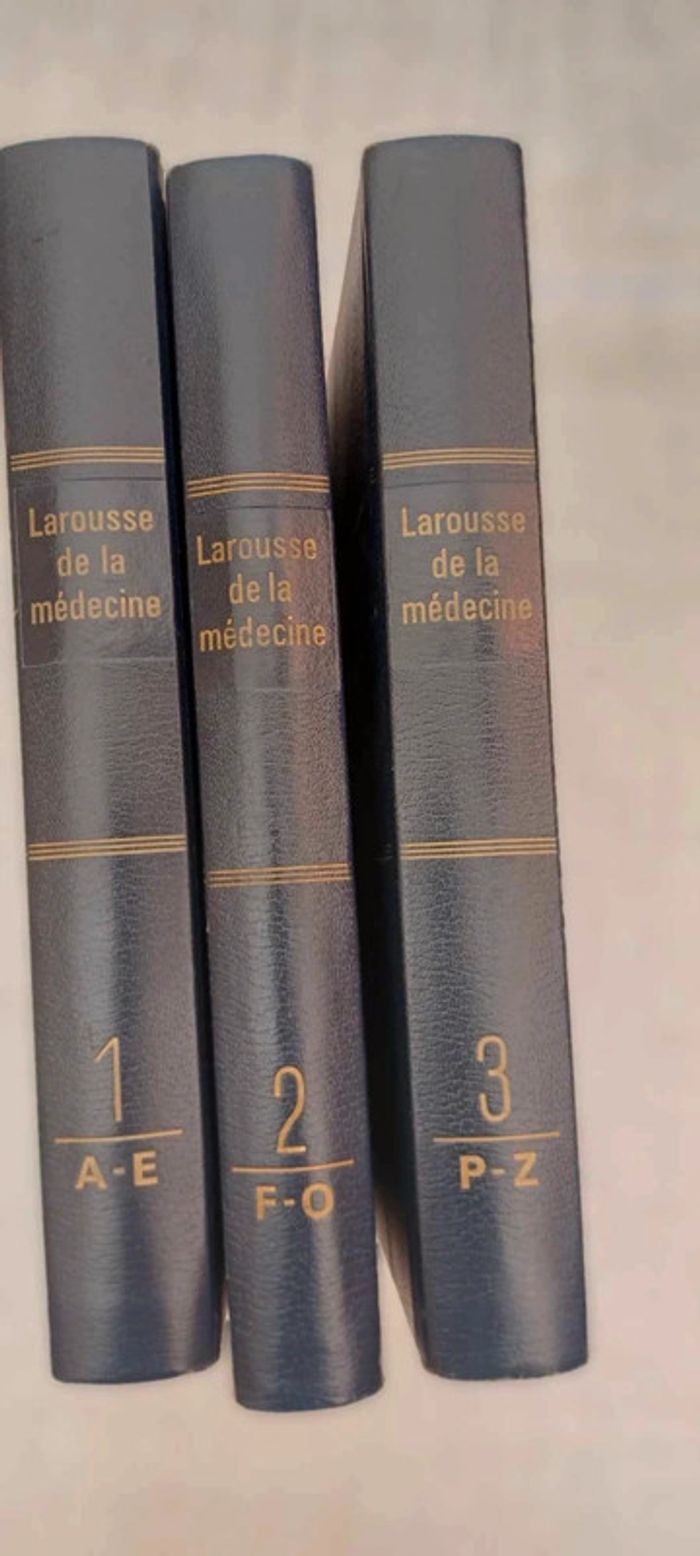 Larousse
de la
médecine
1
A-E
Larousse
de la
médecine
2
F-O
Larousse
de la
médecine
3
P-Z